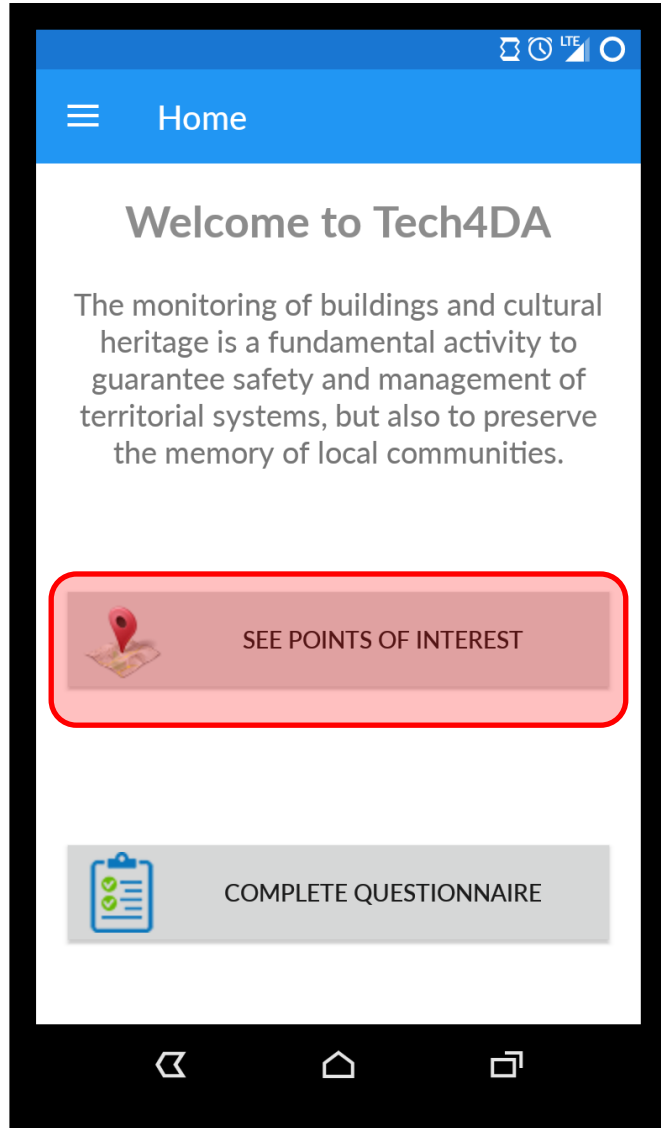 LTE
Home
Welcome to Tech4DA
The monitoring of buildings and cultural
heritage is a fundamental activity to
guarantee safety and management of
territorial systems, but also to preserve
the memory of local communities.
SEE POINTS OF INTEREST
COMPLETE QUESTIONNAIRE